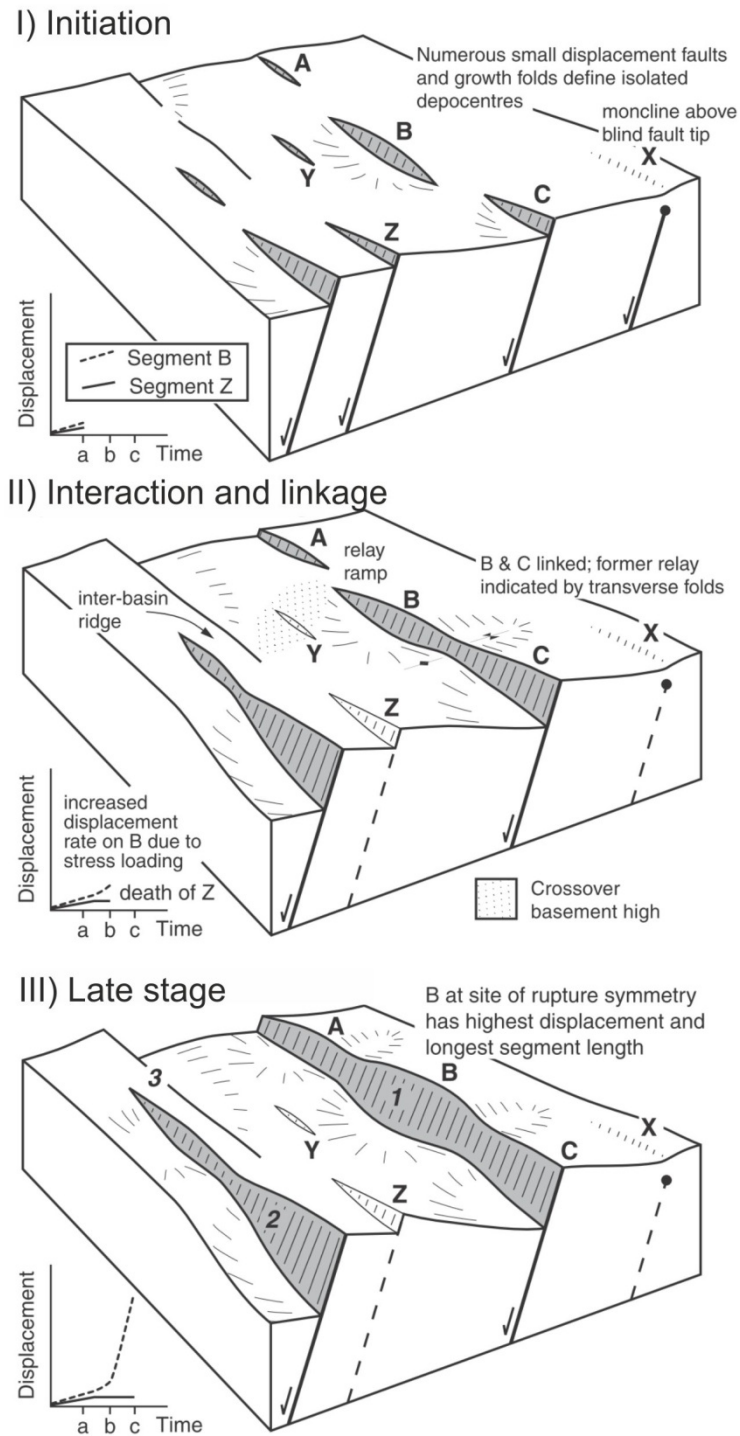 I) Initiation
A
Numerous small displacement faults
and growth folds define isolated
depocentres
moncline above
blind fault tip
X
B
Y
C
Z
Displacement
Segment B
Segment Z
a b c Time
II) Interaction and linkage
A
relay
ramp
B & C linked; former relay
indicated by transverse folds
inter-basin
ridge
B
X
Y
C
Z
Displacement
increased
displacement
rate on B due to
stress loading
death of Z
a b c Time
Crossover
basement high
III) Late stage
B at site of rupture symmetry
has highest displacement and
longest segment length
A
B
3
1
X
Y
C
Z
2
Displacement
a b c Time